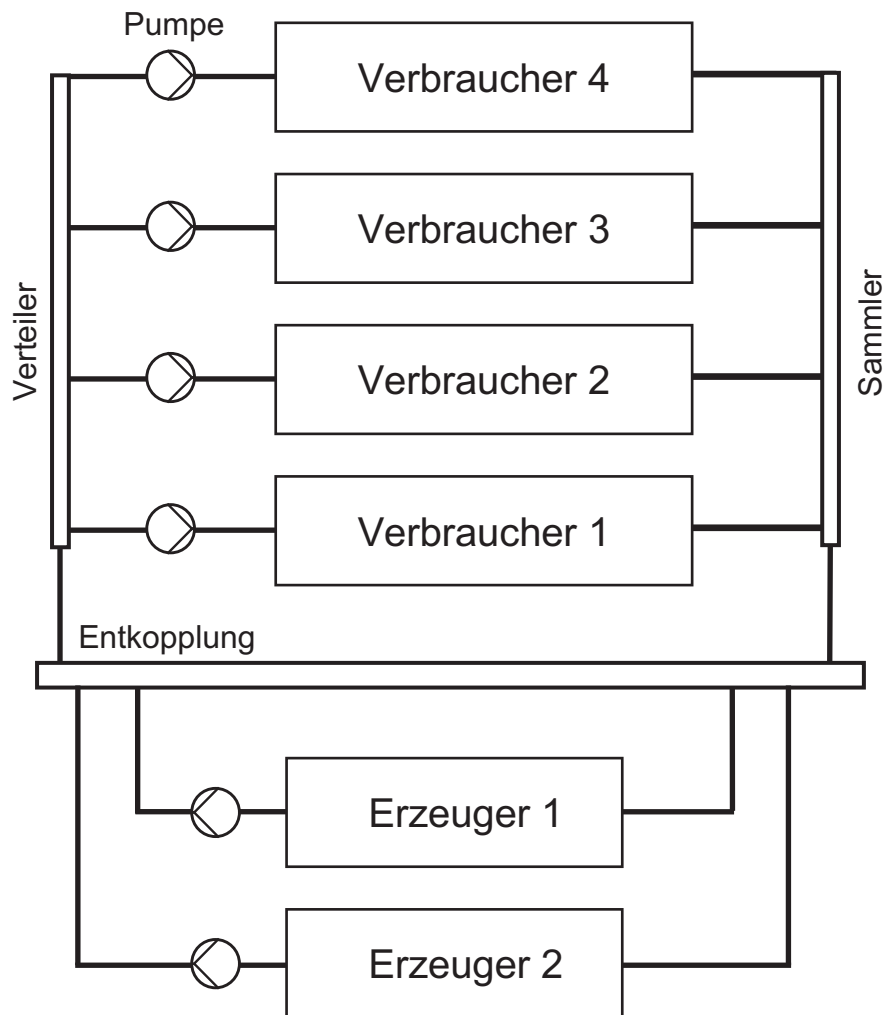 Pumpe
Verbraucher 4
Verbraucher 3
Verteiler
Sammler
Verbraucher 2
Verbraucher 1
Entkopplung
Erzeuger 1
Erzeuger 2